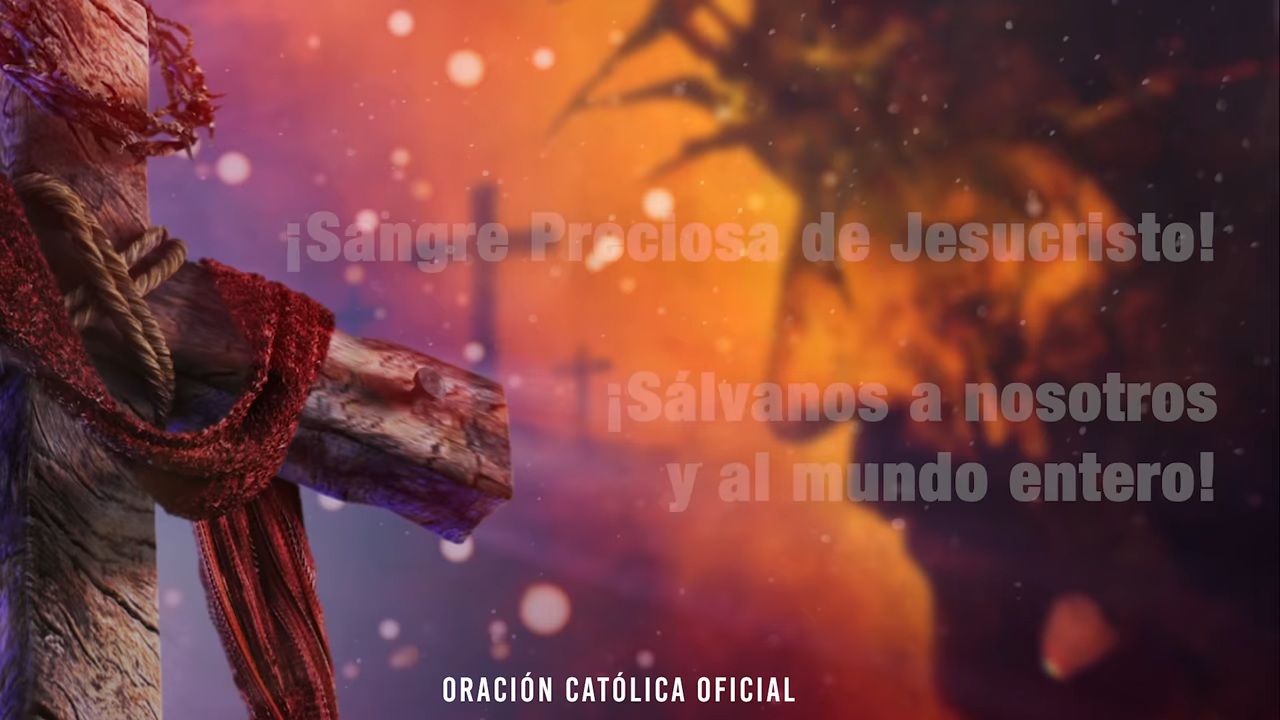 ¡Sangre Preciosa de Jesucristo!
¡Sálvanos a nosotros
y al mundo entero!
ORACIÓN CATÓLICA OFICIAL